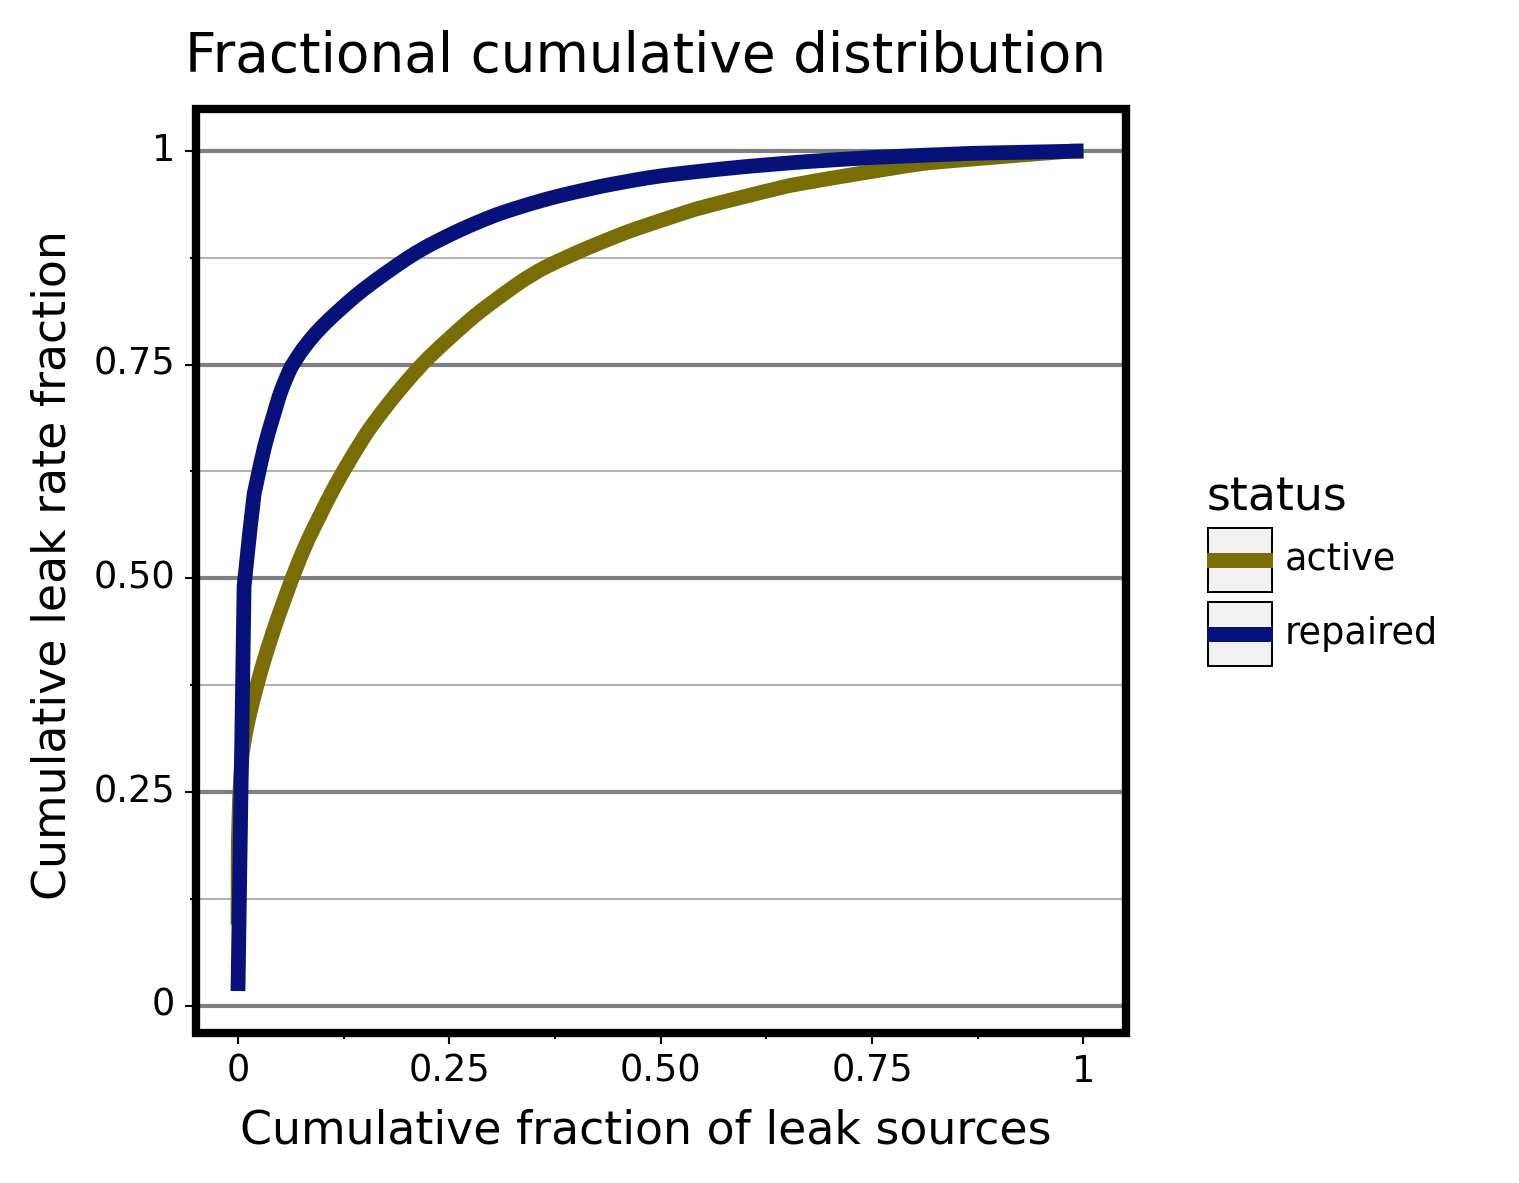 Fractional cumulative distribution
Cumulative leak rate fraction
1
0.75
0.50
0.25
0
0
0.25
0.50
0.75
1
Cumulative fraction of leak sources
status
active
repaired